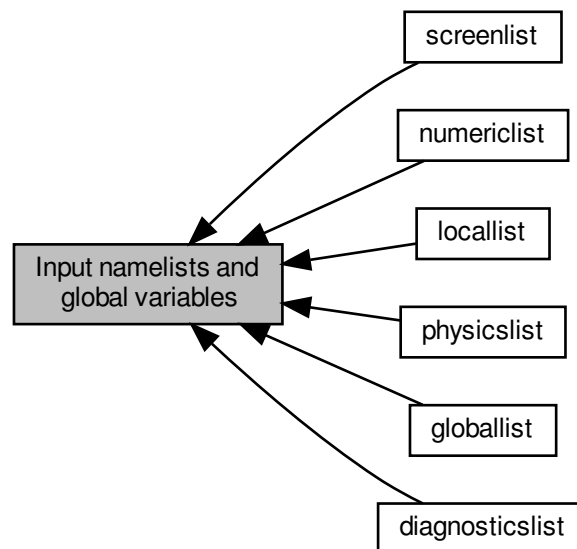 screenlist
numericlist
locallist
Input namelists and
global variables
physicslist
globallist
diagnosticslist